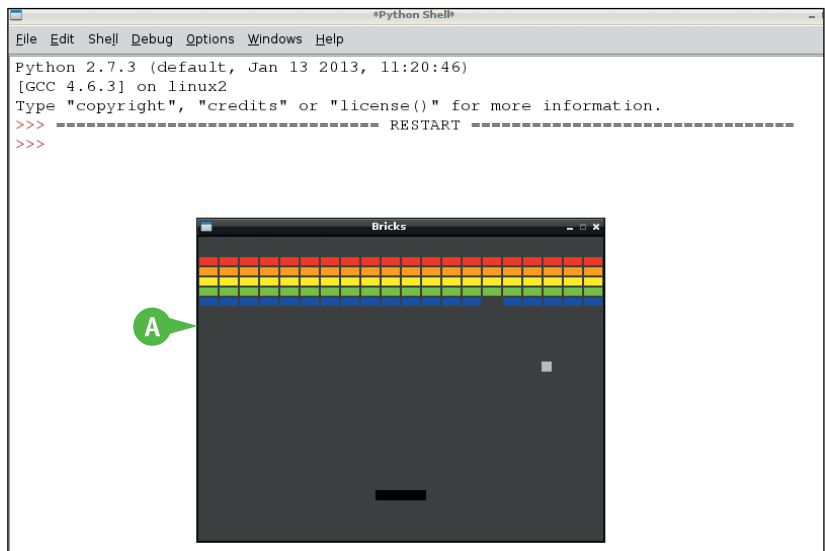 *Python Shell*
File Edit Shell Debug Options Windows Help
Python 2.7.3 (default, Jan 13 2013, 11:20:46)
[GCC 4.6.3] on linux2
Type "copyright", "credits" or "license()" for more information.
>>> ================================ RESTART ================================
>>>
Bricks
A